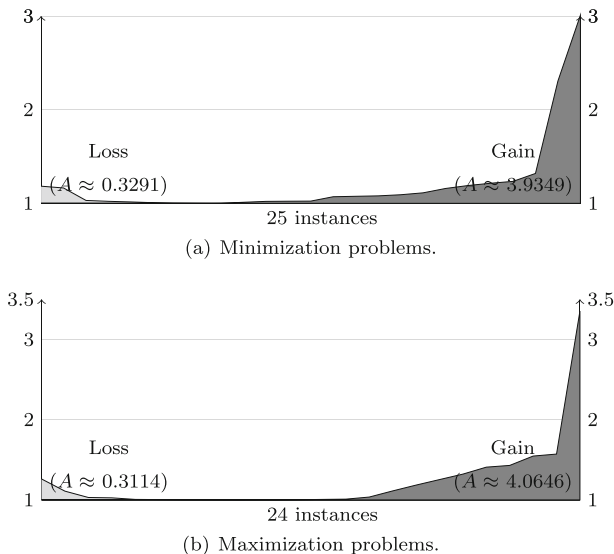 3 3
2 2
Loss Gain
(A ≈ 0.3291) (A ≈ 3.9349)
1 1
25 instances
(a) Minimization problems.
3.5 3.5
3 3
2 2
Loss Gain
(A ≈ 0.3114) (A ≈ 4.0646)
1 1
24 instances
(b) Maximization problems.